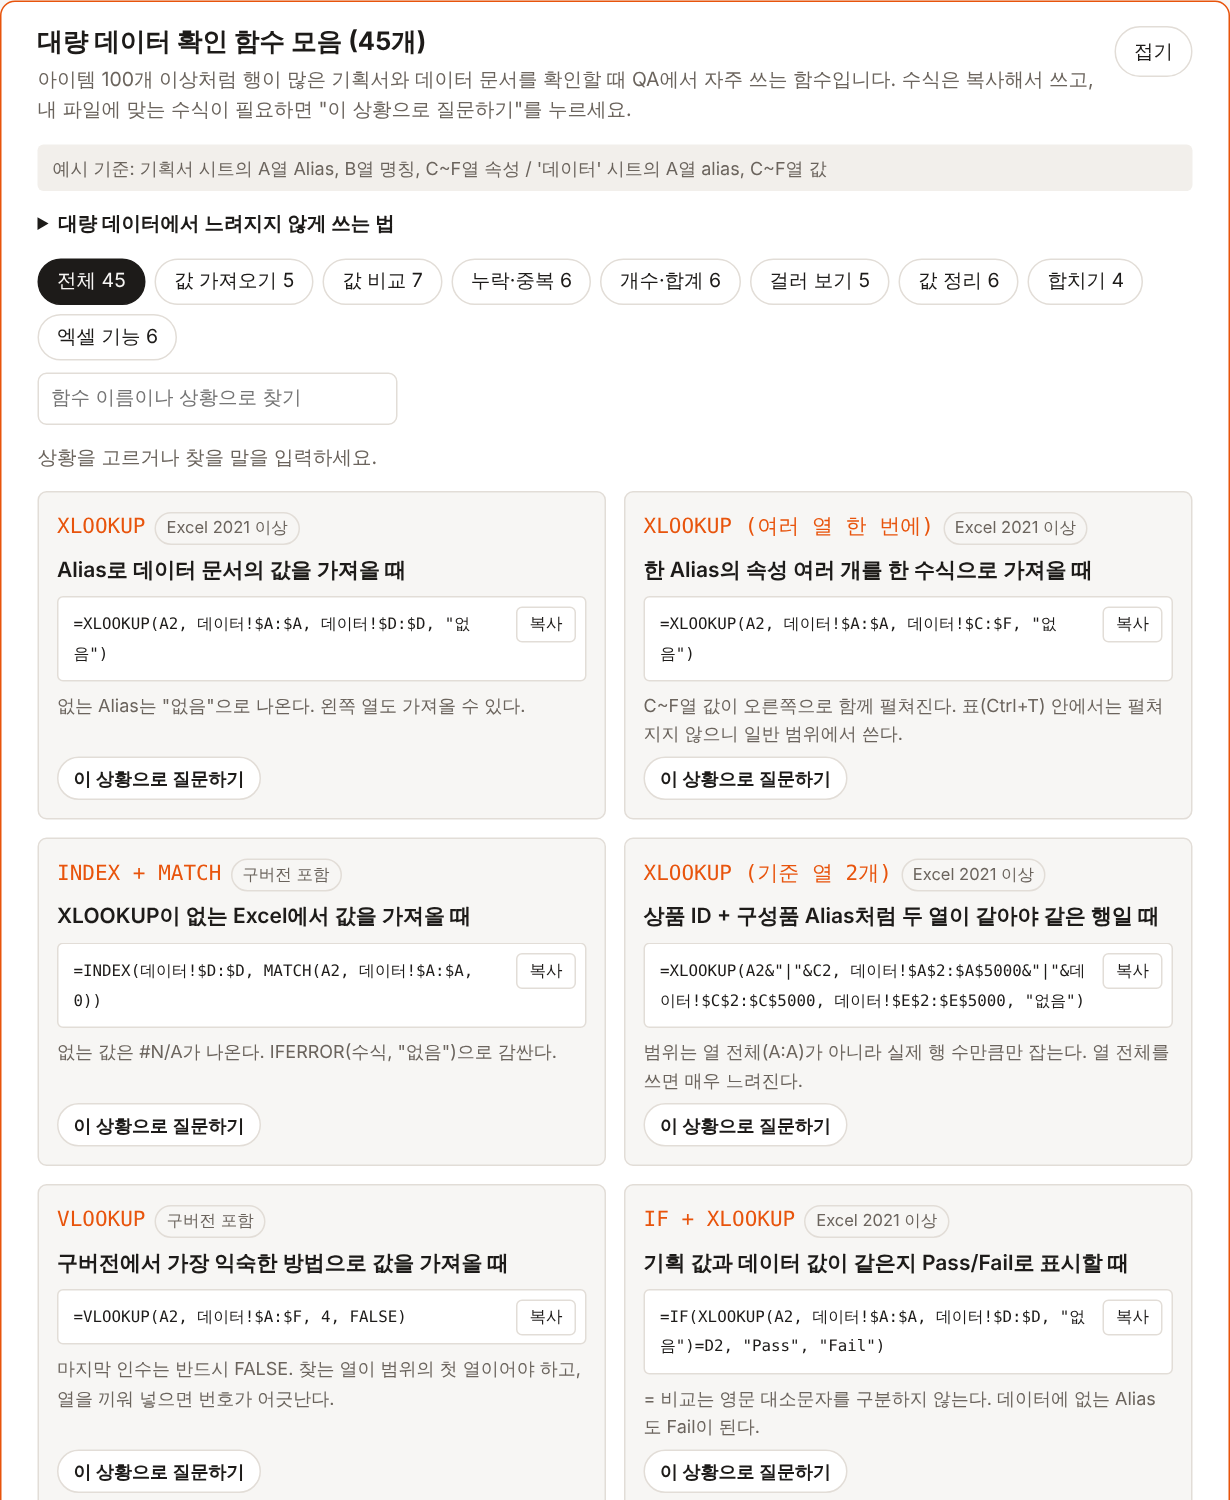 대량 데이터 확인 함수 모음 (45개)
접기
아이템 100개 이상처럼 행이 많은 기획서와 데이터 문서를 확인할 때 QA에서 자주 쓰는 함수입니다. 수식은 복사해서 쓰고,
내 파일에 맞는 수식이 필요하면 "이 상황으로 질문하기"를 누르세요.
예시 기준: 기획서 시트의 A열 Alias, B열 명칭, C~F열 속성 / '데이터' 시트의 A열 alias, C~F열 값
▶ 대량 데이터에서 느려지지 않게 쓰는 법
전체 45 값 가져오기 5 값 비교 7 누락·중복 6 개수·합계 6 걸러 보기 5 값 정리 6 합치기 4
엑셀 기능 6
함수 이름이나 상황으로 찾기
상황을 고르거나 찾을 말을 입력하세요.
XLOOKUP Excel 2021 이상
Alias로 데이터 문서의 값을 가져올 때
=XLOOKUP(A2, 데이터!$A:$A, 데이터!$D:$D, "없
음")
복사
없는 Alias는 "없음"으로 나온다. 왼쪽 열도 가져올 수 있다.
이 상황으로 질문하기
XLOOKUP (여러 열 한 번에) Excel 2021 이상
한 Alias의 속성 여러 개를 한 수식으로 가져올 때
=XLOOKUP(A2, 데이터!$A:$A, 데이터!$C:$F, "없
음")
복사
C~F열 값이 오른쪽으로 함께 펼쳐진다. 표(Ctrl+T) 안에서는 펼쳐
지지 않으니 일반 범위에서 쓴다.
이 상황으로 질문하기
INDEX + MATCH 구버전 포함
XLOOKUP이 없는 Excel에서 값을 가져올 때
=INDEX(데이터!$D:$D, MATCH(A2, 데이터!$A:$A,
0))
복사
없는 값은 #N/A가 나온다. IFERROR(수식, "없음")으로 감싼다.
이 상황으로 질문하기
XLOOKUP (기준 열 2개) Excel 2021 이상
상품 ID + 구성품 Alias처럼 두 열이 같아야 같은 행일 때
=XLOOKUP(A2&"|"&C2, 데이터!$A$2:$A$5000&"|"&데
이터!$C$2:$C$5000, 데이터!$E$2:$E$5000, "없음")
복사
범위는 열 전체(A:A)가 아니라 실제 행 수만큼만 잡는다. 열 전체를
쓰면 매우 느려진다.
이 상황으로 질문하기
VLOOKUP 구버전 포함
구버전에서 가장 익숙한 방법으로 값을 가져올 때
=VLOOKUP(A2, 데이터!$A:$F, 4, FALSE)
복사
마지막 인수는 반드시 FALSE. 찾는 열이 범위의 첫 열이어야 하고,
열을 끼워 넣으면 번호가 어긋난다.
이 상황으로 질문하기
IF + XLOOKUP Excel 2021 이상
기획 값과 데이터 값이 같은지 Pass/Fail로 표시할 때
=IF(XLOOKUP(A2, 데이터!$A:$A, 데이터!$D:$D, "없
음")=D2, "Pass", "Fail")
복사
= 비교는 영문 대소문자를 구분하지 않는다. 데이터에 없는 Alias
도 Fail이 된다.
이 상황으로 질문하기